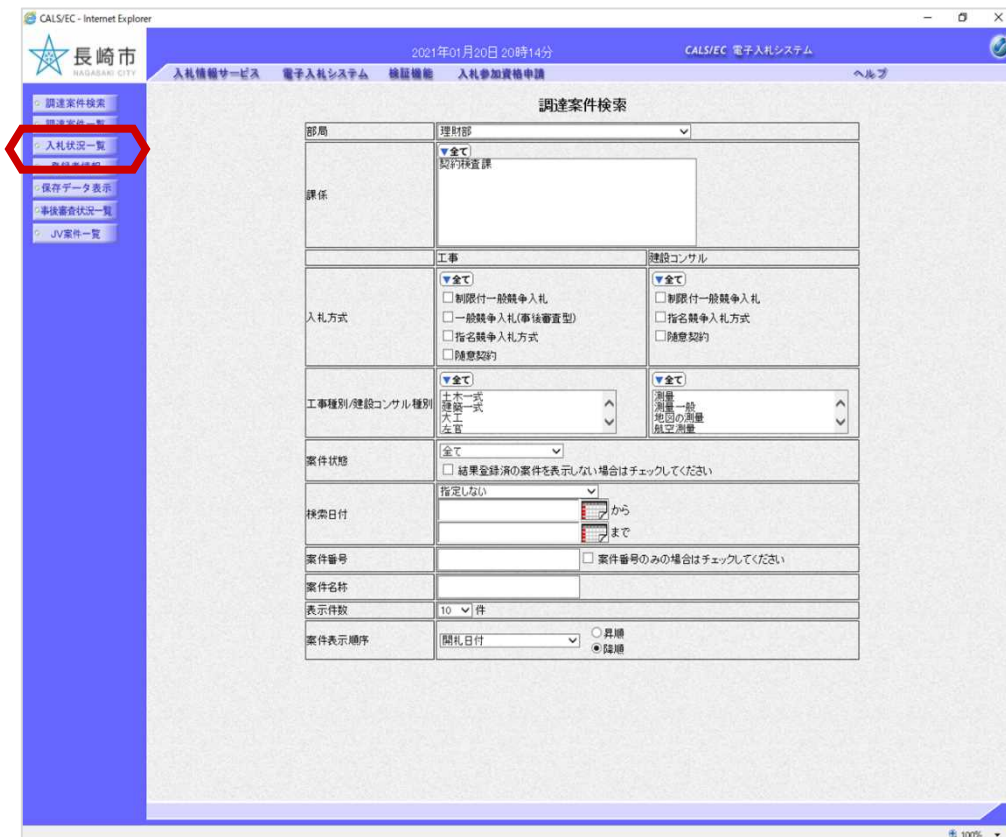 CALS/EC - Internet Explorer
長崎市
NAGASAKI CITY
2021年01月20日 20時14分
CALS/EC 電子入札システム
入札情報サービス 電子入札システム 検証機能 入札参加資格申請 ヘルプ
調達案件検索
調達案件一覧
入札状況一覧
登録者情報
保存データ表示
事後審査状況一覧
JV案件一覧
調達案件検索
部局 理財部
課係 ▼全て
契約検査課
工事 建設コンサル
入札方式
▼全て
制限付一般競争入札
一般競争入札(事後審査型)
指名競争入札方式
随意契約
▼全て
制限付一般競争入札
指名競争入札方式
随意契約
工事種別/建設コンサル種別
▼全て
土木一式
建築一式
大工
左官
▼全て
測量
測量一般
地図の測量
航空測量
案件状態 全て
結果登録済の案件を表示しない場合はチェックしてください
検索日付 指定しない
から
まで
案件番号 案件番号のみの場合はチェックしてください
案件名称
表示件数 10 件
案件表示順序 開札日付
昇順
降順
100%